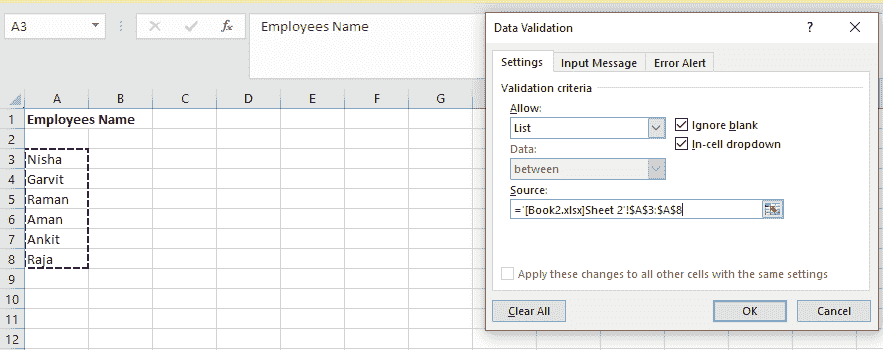 A3
fx
Employees Name
Data Validation
?
Settings
Input Message
Error Alert
Validation criteria
Allow:
List
Ignore blank
In-cell dropdown
Data:
between
Source:
='[Book2.xlsx]Sheet 2'!$A$3:$A$8
Apply these changes to all other cells with the same settings
Clear All
OK
Cancel
A B C D E F G
1 Employees Name
2
3 Nisha
4 Garvit
5 Raman
6 Aman
7 Ankit
8 Raja
9
10
11
12